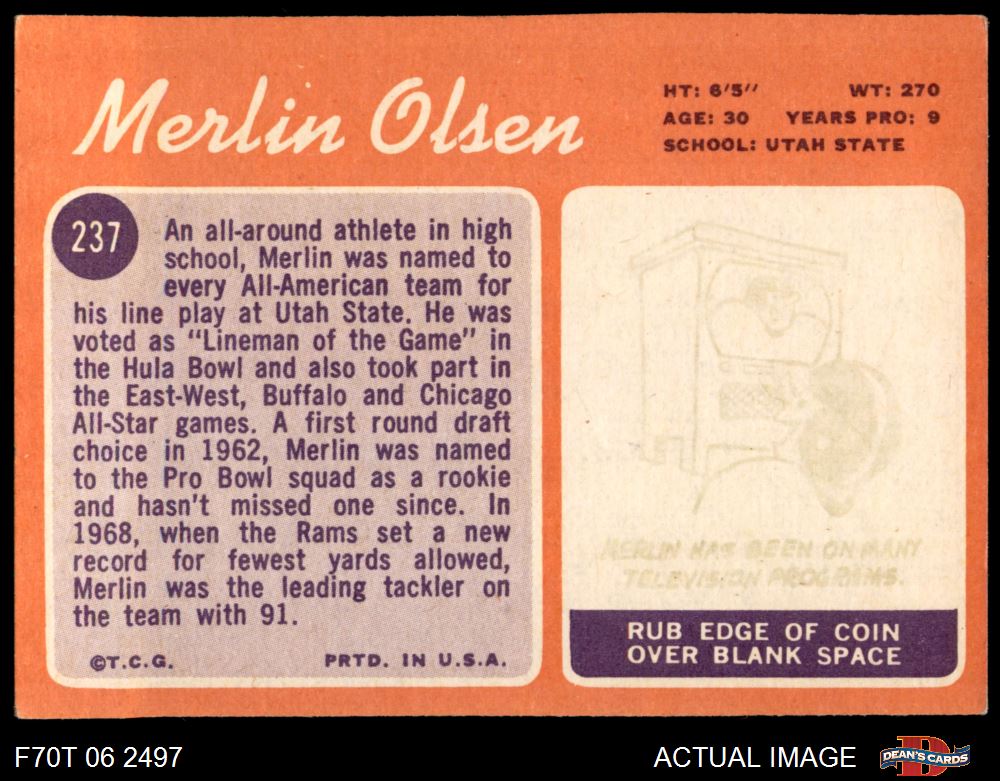 Merlin Olsen
HT: 6'5" WT: 270
AGE: 30 YEARS PRO: 9
SCHOOL: UTAH STATE
237
An all-around athlete in high
school, Merlin was named to
every All-American team for
his line play at Utah State. He was
voted as "Lineman of the Game" in
the Hula Bowl and also took part in
the East-West, Buffalo and Chicago
All-Star games. A first round draft
choice in 1962, Merlin was named
to the Pro Bowl squad as a rookie
and hasn't missed one since. In
1968, when the Rams set a new
record for fewest yards allowed,
Merlin was the leading tackler on
the team with 91.
©T.C.G. PRTD. IN U.S.A.
MERLIN HAS BEEN ON MANY
TELEVISION PROGRAMS.
RUB EDGE OF COIN
OVER BLANK SPACE
F70T 06 2497
ACTUAL IMAGE
DEAN'S CARDS